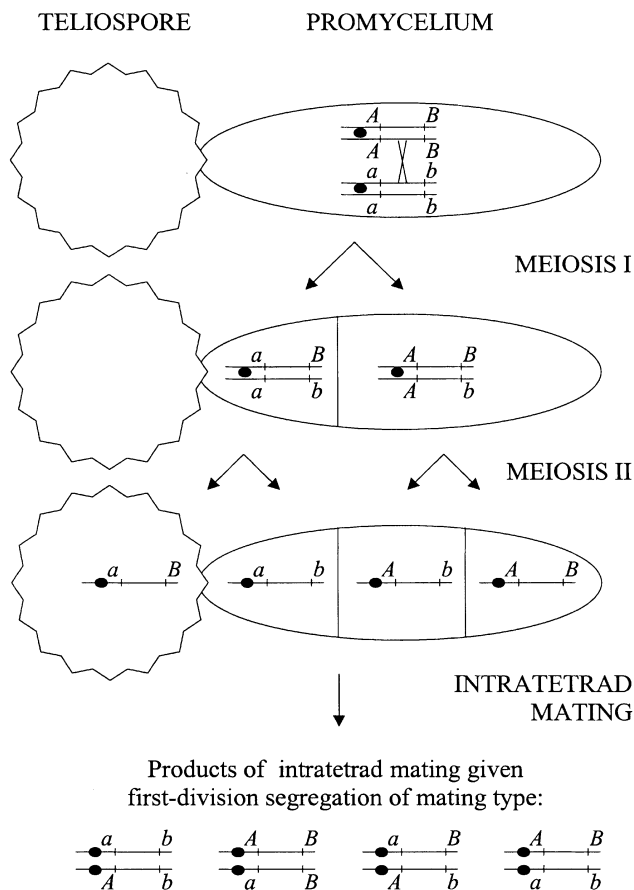 TELIOSPORE PROMYCELIUM
A B
A B
a b
a b
MEIOSIS I
a B A B
a b A b
MEIOSIS II
a B a b A b A B
INTRATETRAD
MATING
Products of intratetrad mating given
first-division segregation of mating type:
a b A B a B A B
A b a B A b a b